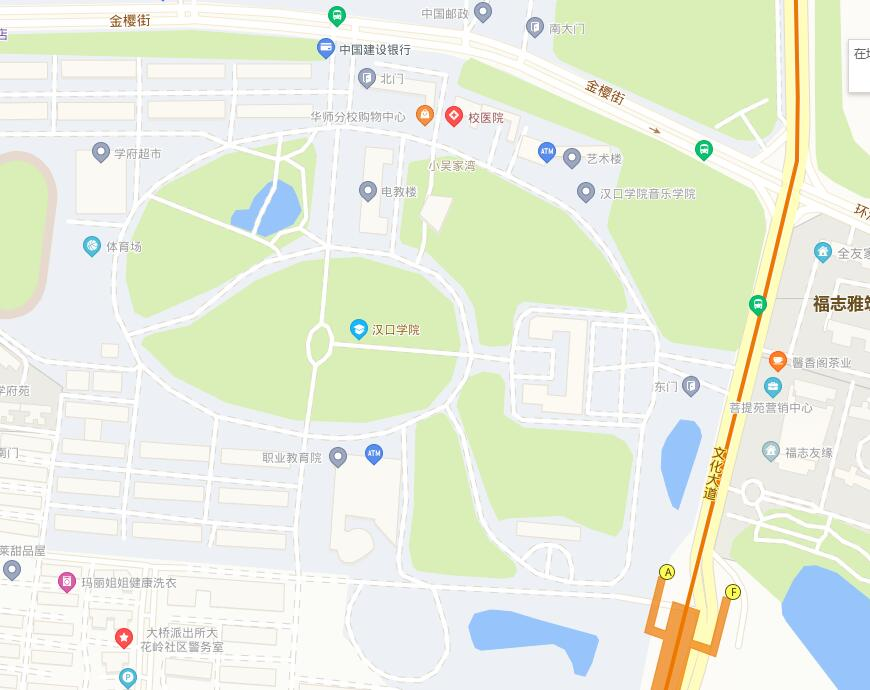 金樱街
中国邮政
店
南大门
中国建设银行
在
北门
金樱街
华师分校购物中心
校医院
学府超市
ATM
艺术楼
小吴家湾
电教楼
汉口学院音乐学院
体育场
全友家
福志雅
汉口学院
馨香阁茶业
学府苑
东门
菩提苑营销中心
南门
职业教育院
ATM
福志友缘
文化大道
莱甜品屋
A
玛丽姐姐健康洗衣
F
大桥派出所大
花岭社区警务室
P